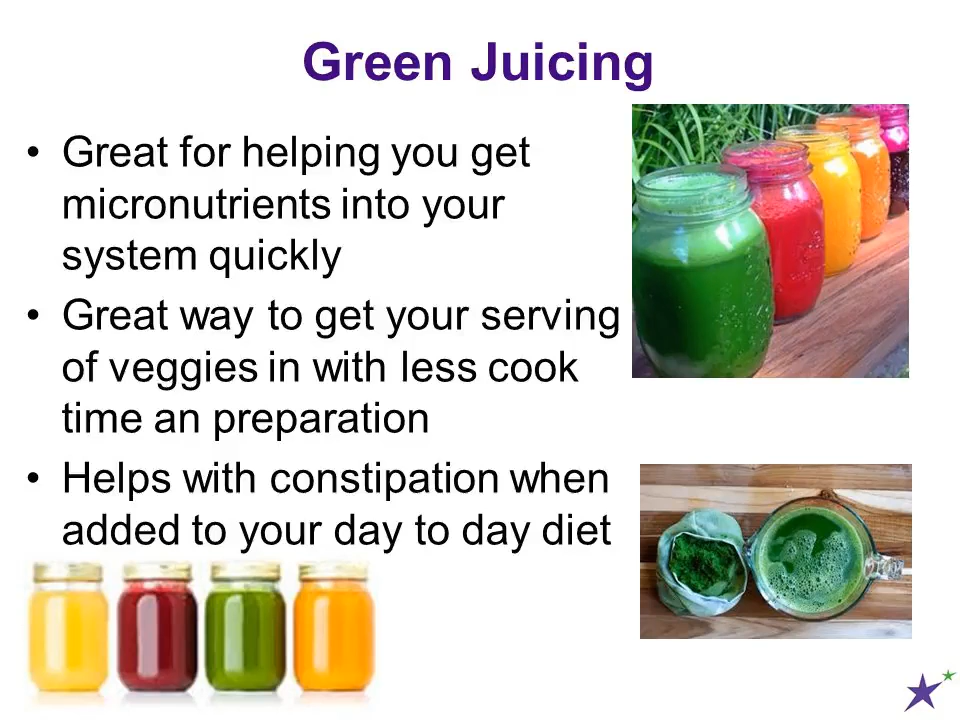 Green Juicing
• Great for helping you get
micronutrients into your
system quickly
• Great way to get your serving
of veggies in with less cook
time an preparation
• Helps with constipation when
added to your day to day diet